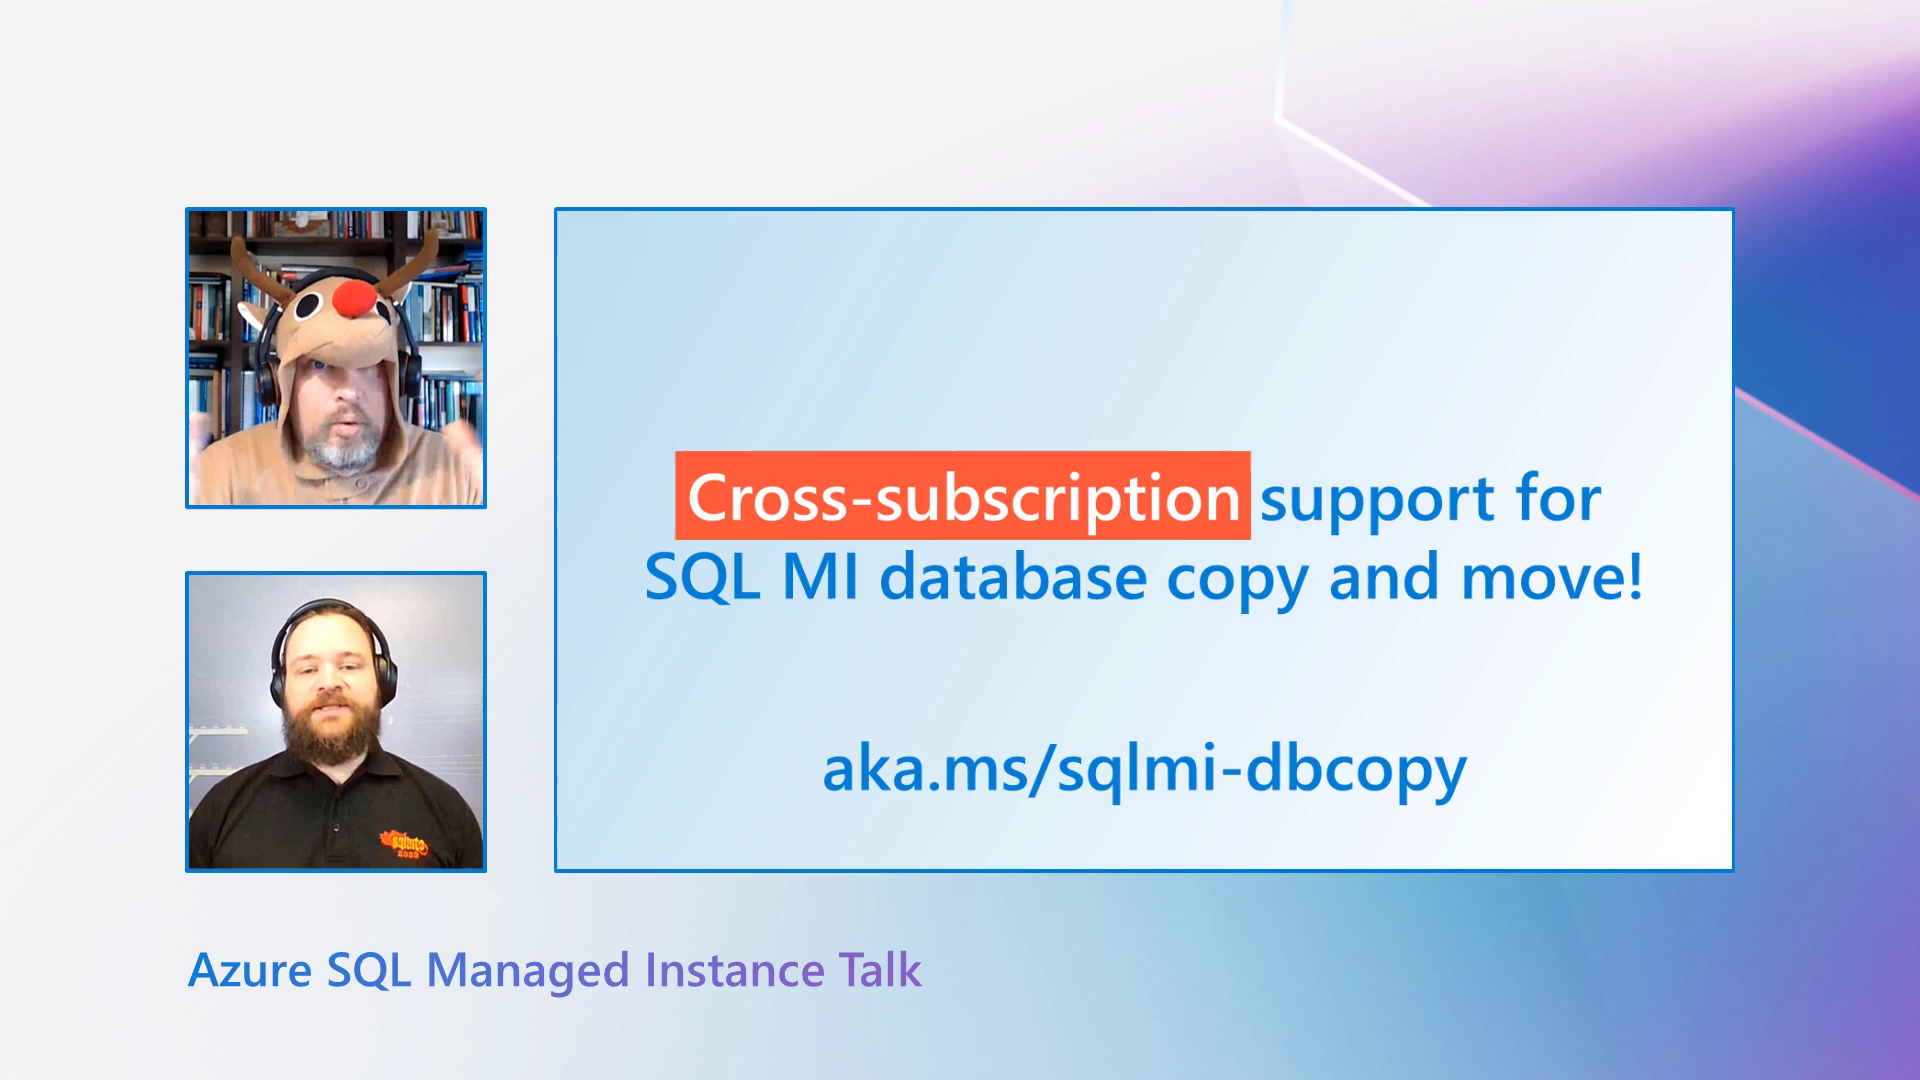 Cross-subscription support for
SQL MI database copy and move!
aka.ms/sqlmi-dbcopy
sqlbits
Azure SQL Managed Instance Talk